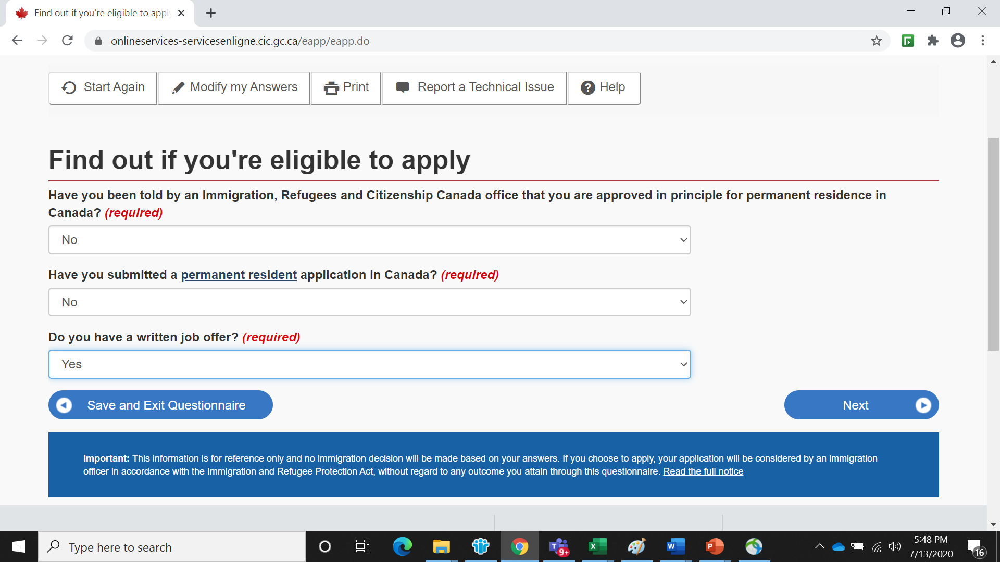 Find out if you're eligible to appl
onlineservices-servicesenligne.cic.gc.ca/eapp/eapp.do
Start Again
Modify my Answers
Print
Report a Technical Issue
? Help
Find out if you're eligible to apply
Have you been told by an Immigration, Refugees and Citizenship Canada office that you are approved in principle for permanent residence in
Canada? (required)
No
Have you submitted a permanent resident application in Canada? (required)
No
Do you have a written job offer? (required)
Yes
Save and Exit Questionnaire
Next
Important: This information is for reference only and no immigration decision will be made based on your answers. If you choose to apply, your application will be considered by an immigration
officer in accordance with the Immigration and Refugee Protection Act, without regard to any outcome you attain through this questionnaire. Read the full notice
Type here to search
T
9+
X
W
P
5:48 PM
7/13/2020
16